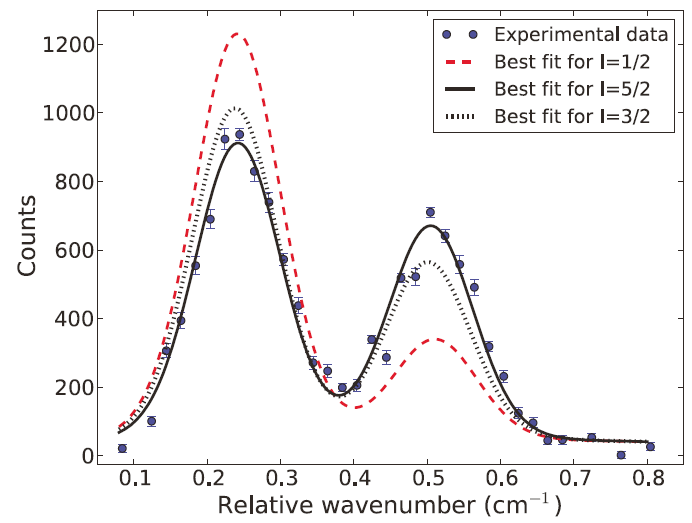 Experimental data
Best fit for I=1/2
Best fit for I=5/2
Best fit for I=3/2
Counts
1200
1000
800
600
400
200
0
0.1 0.2 0.3 0.4 0.5 0.6 0.7 0.8
Relative wavenumber (cm⁻¹)